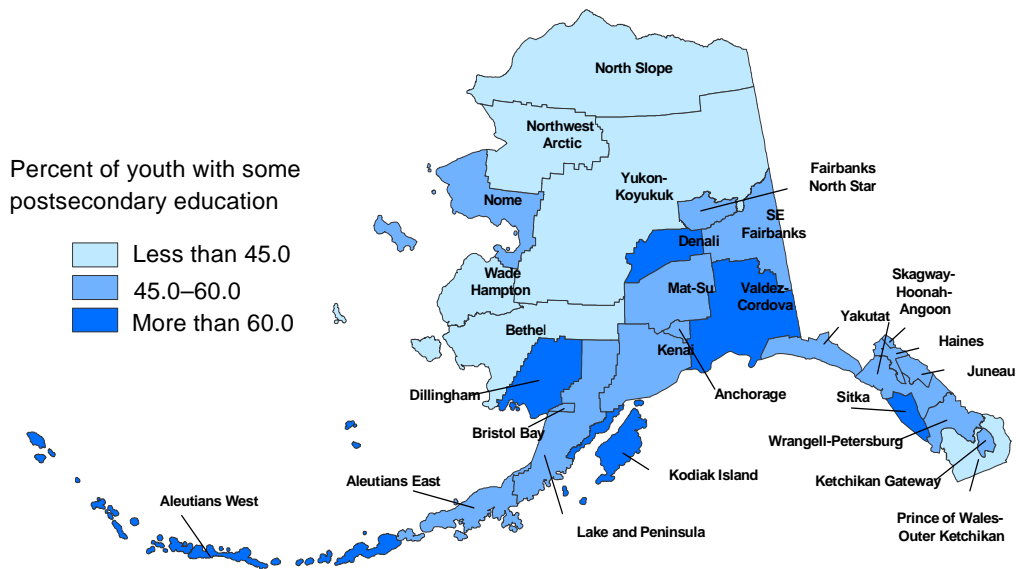 North Slope
Northwest
Arctic
Percent of youth with some
postsecondary education
Less than 45.0
45.0–60.0
More than 60.0
Yukon-
Koyukuk
Fairbanks
North Star
Nome
SE
Fairbanks
Denali
Wade
Hampton
Mat-Su
Valdez-
Cordova
Skagway-
Hoonah-
Angoon
Yakutat
Haines
Juneau
Bethel
Kenai
Dillingham
Anchorage
Sitka
Bristol Bay
Wrangell-Petersburg
Kodiak Island
Ketchikan Gateway
Aleutians East
Aleutians West
Lake and Peninsula
Prince of Wales-
Outer Ketchikan